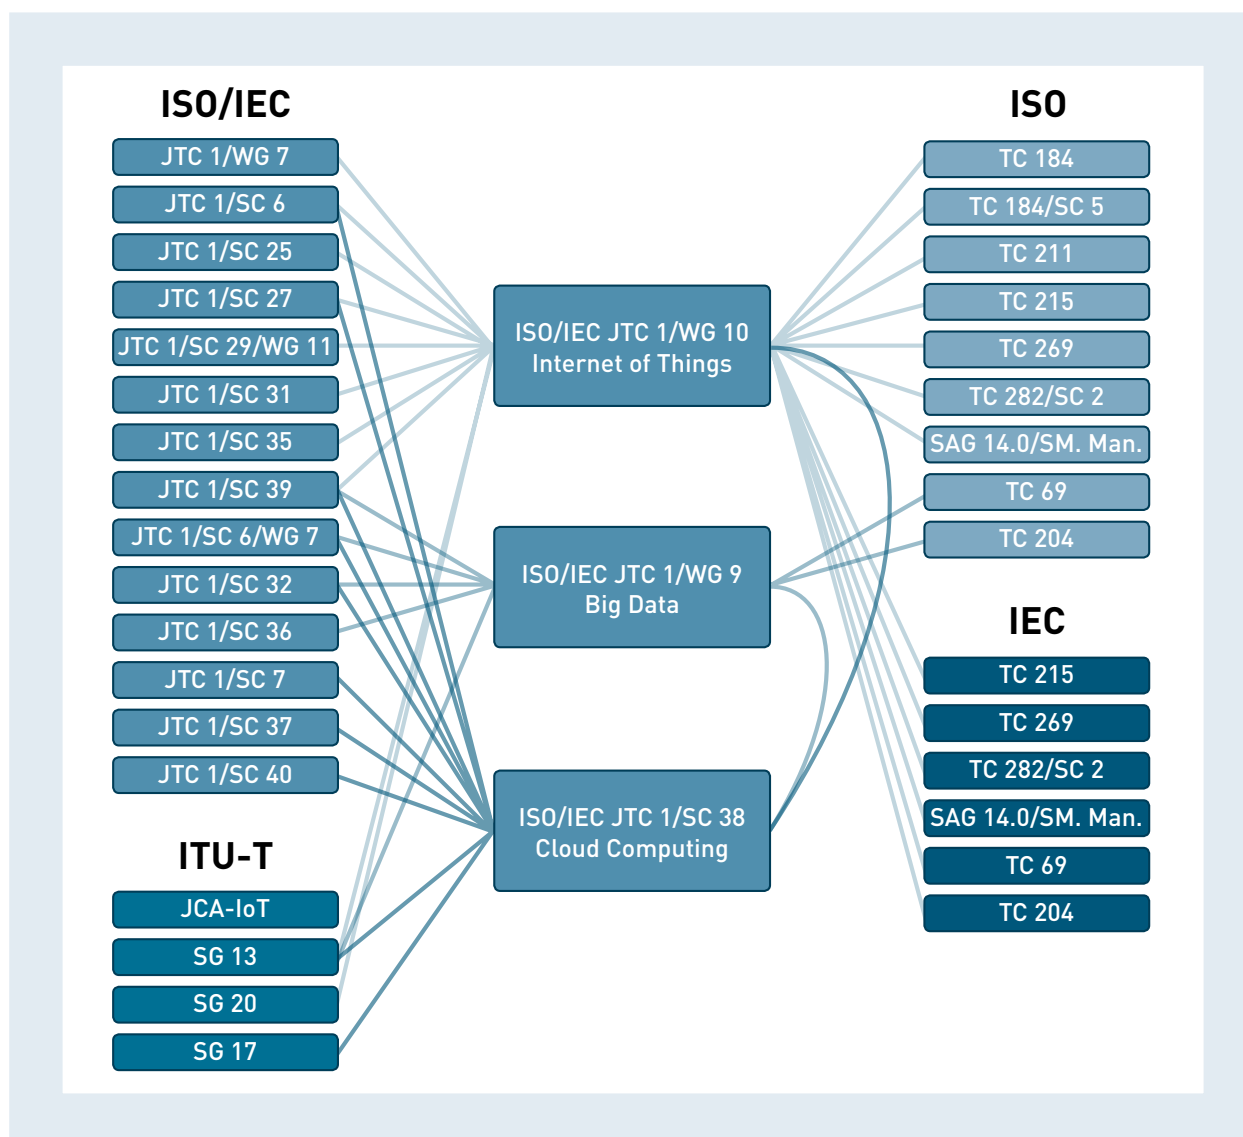 ISO/IEC
JTC 1/WG 7
JTC 1/SC 6
JTC 1/SC 25
JTC 1/SC 27
JTC 1/SC 29/WG 11
JTC 1/SC 31
JTC 1/SC 35
JTC 1/SC 39
JTC 1/SC 6/WG 7
JTC 1/SC 32
JTC 1/SC 36
JTC 1/SC 7
JTC 1/SC 37
JTC 1/SC 40
ITU-T
JCA-IoT
SG 13
SG 20
SG 17
ISO/IEC JTC 1/WG 10
Internet of Things
ISO/IEC JTC 1/WG 9
Big Data
ISO/IEC JTC 1/SC 38
Cloud Computing
ISO
TC 184
TC 184/SC 5
TC 211
TC 215
TC 269
TC 282/SC 2
SAG 14.0/SM. Man.
TC 69
TC 204
IEC
TC 215
TC 269
TC 282/SC 2
SAG 14.0/SM. Man.
TC 69
TC 204